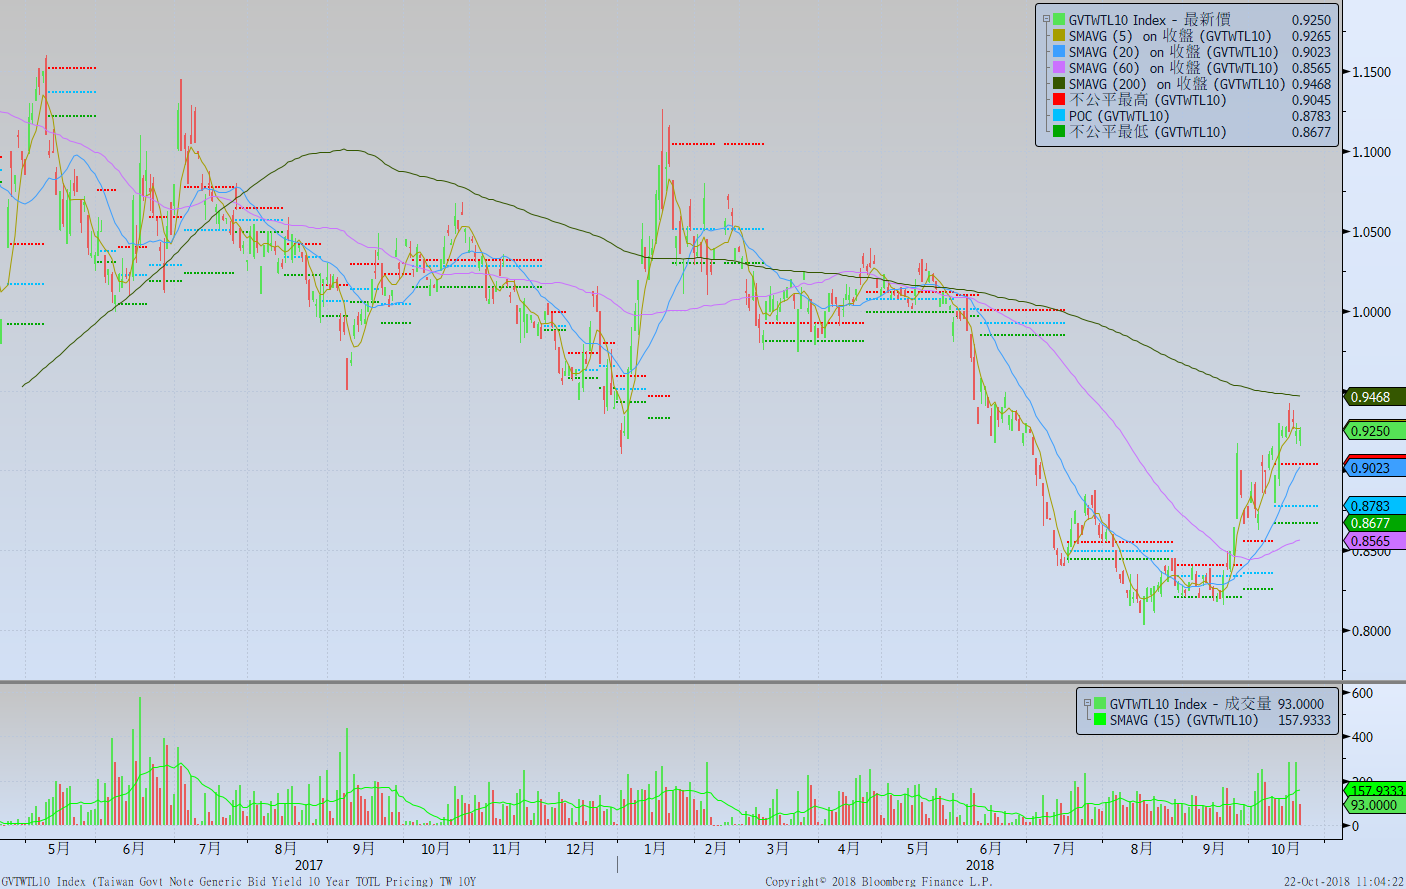 GVTWTL10 Index - 最新價 0.9250
SMAVG (5) on 收盤 (GVTWTL10) 0.9265
SMAVG (20) on 收盤 (GVTWTL10) 0.9023
SMAVG (60) on 收盤 (GVTWTL10) 0.8565
SMAVG (200) on 收盤 (GVTWTL10) 0.9468
不公平最高 (GVTWTL10) 0.9045
POC (GVTWTL10) 0.8783
不公平最低 (GVTWTL10) 0.8677
1.1500
1.1000
1.0500
1.0000
0.9468
0.9250
0.9023
0.8783
0.8677
0.8565
0.8500
0.8000
GVTWTL10 Index - 成交量 93.0000
SMAVG (15) (GVTWTL10) 157.9333
600
400
200
157.9333
93.0000
0
5月 6月 7月 8月 9月 10月 11月 12月 1月 2月 3月 4月 5月 6月 7月 8月 9月 10月
2017 2018
GVTWTL10 Index (Taiwan Govt Note Generic Bid Yield 10 Year TOTL Pricing) TW 10Y Copyright© 2018 Bloomberg Finance L.P. 22-Oct-2018 11:04:22